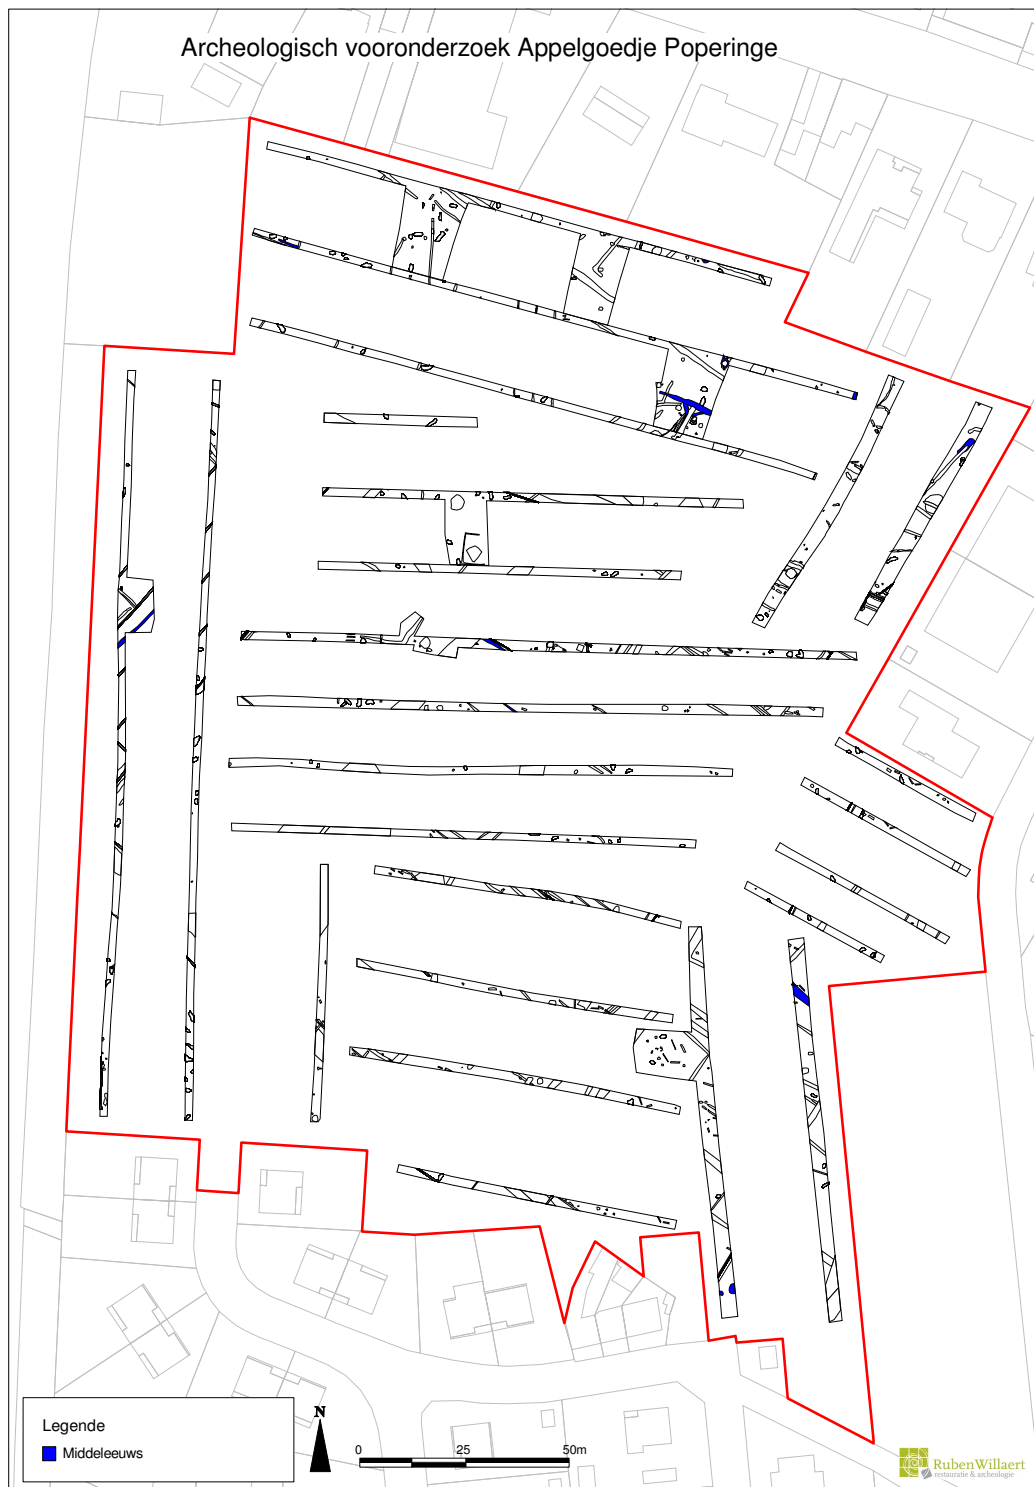 Archeologisch vooronderzoek Appelgoedje Poperinge
Legende
Middeleeuws
N
0 25 50m
RubenWillaert
restauratie & archeologie